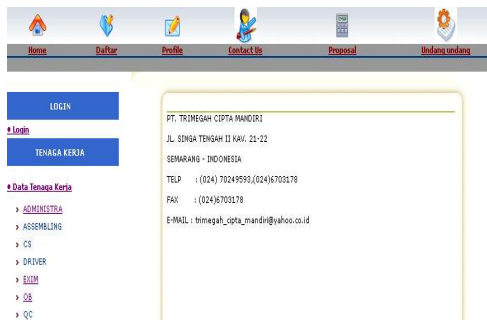 Home Daftar Profile Contact Us Proposal Undang undang
LOGIN
Login
TENAGA KERJA
Data Tenaga Kerja
ADMINISTRA
ASSEMBLING
CS
DRIVER
EXIM
OB
QC
PT. TRIMEGAH CIPTA MANDIRI
JL. SINGA TENGAH II KAV. 21-22
SEMARANG - INDONESIA
TELP : (024) 70249593,(024)6703178
FAX : (024)6703178
E-MAIL : trimegah_cipta_mandiri@yahoo.co.id